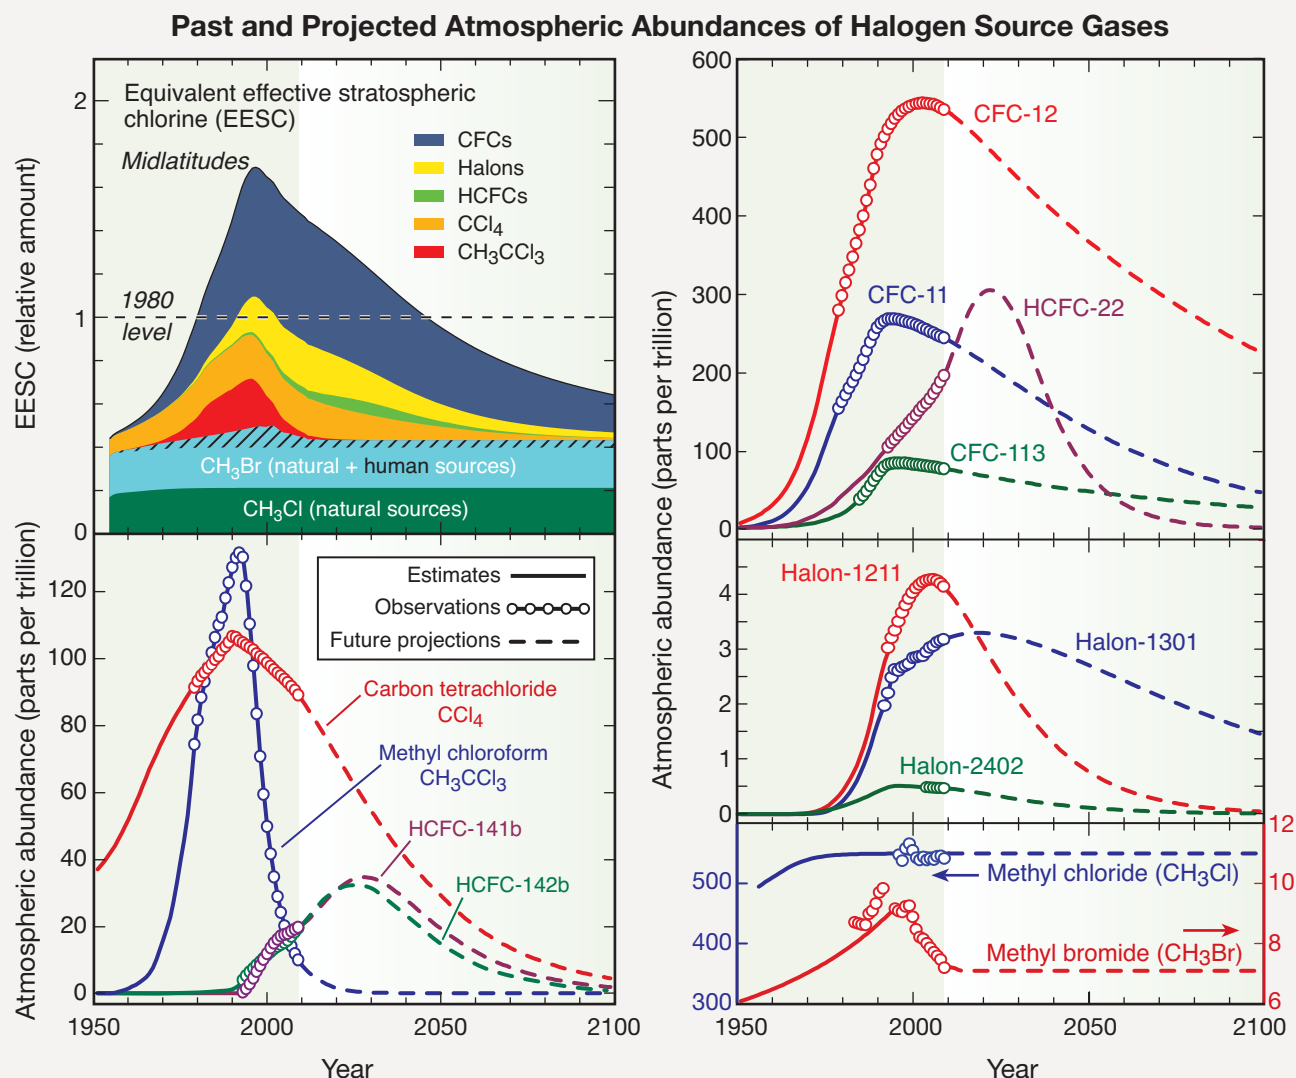 Past and Projected Atmospheric Abundances of Halogen Source Gases
EESC (relative amount)
2
1
0
Equivalent effective stratospheric
chlorine (EESC)
Midlatitudes
CFCs
Halons
HCFCs
CCl4
CH3CCl3
1980
level
CH3Br (natural + human sources)
CH3Cl (natural sources)
Atmospheric abundance (parts per trillion)
120
100
80
60
40
20
0
Estimates
Observations
Future projections
Carbon tetrachloride
CCl4
Methyl chloroform
CH3CCl3
HCFC-141b
HCFC-142b
1950
2000
2050
2100
Year
Atmospheric abundance (parts per trillion)
600
500
400
300
200
100
0
CFC-12
CFC-11
HCFC-22
CFC-113
4
3
2
1
0
Halon-1211
Halon-1301
Halon-2402
500
400
300
12
10
8
6
Methyl chloride (CH3Cl)
Methyl bromide (CH3Br)
1950
2000
2050
2100
Year